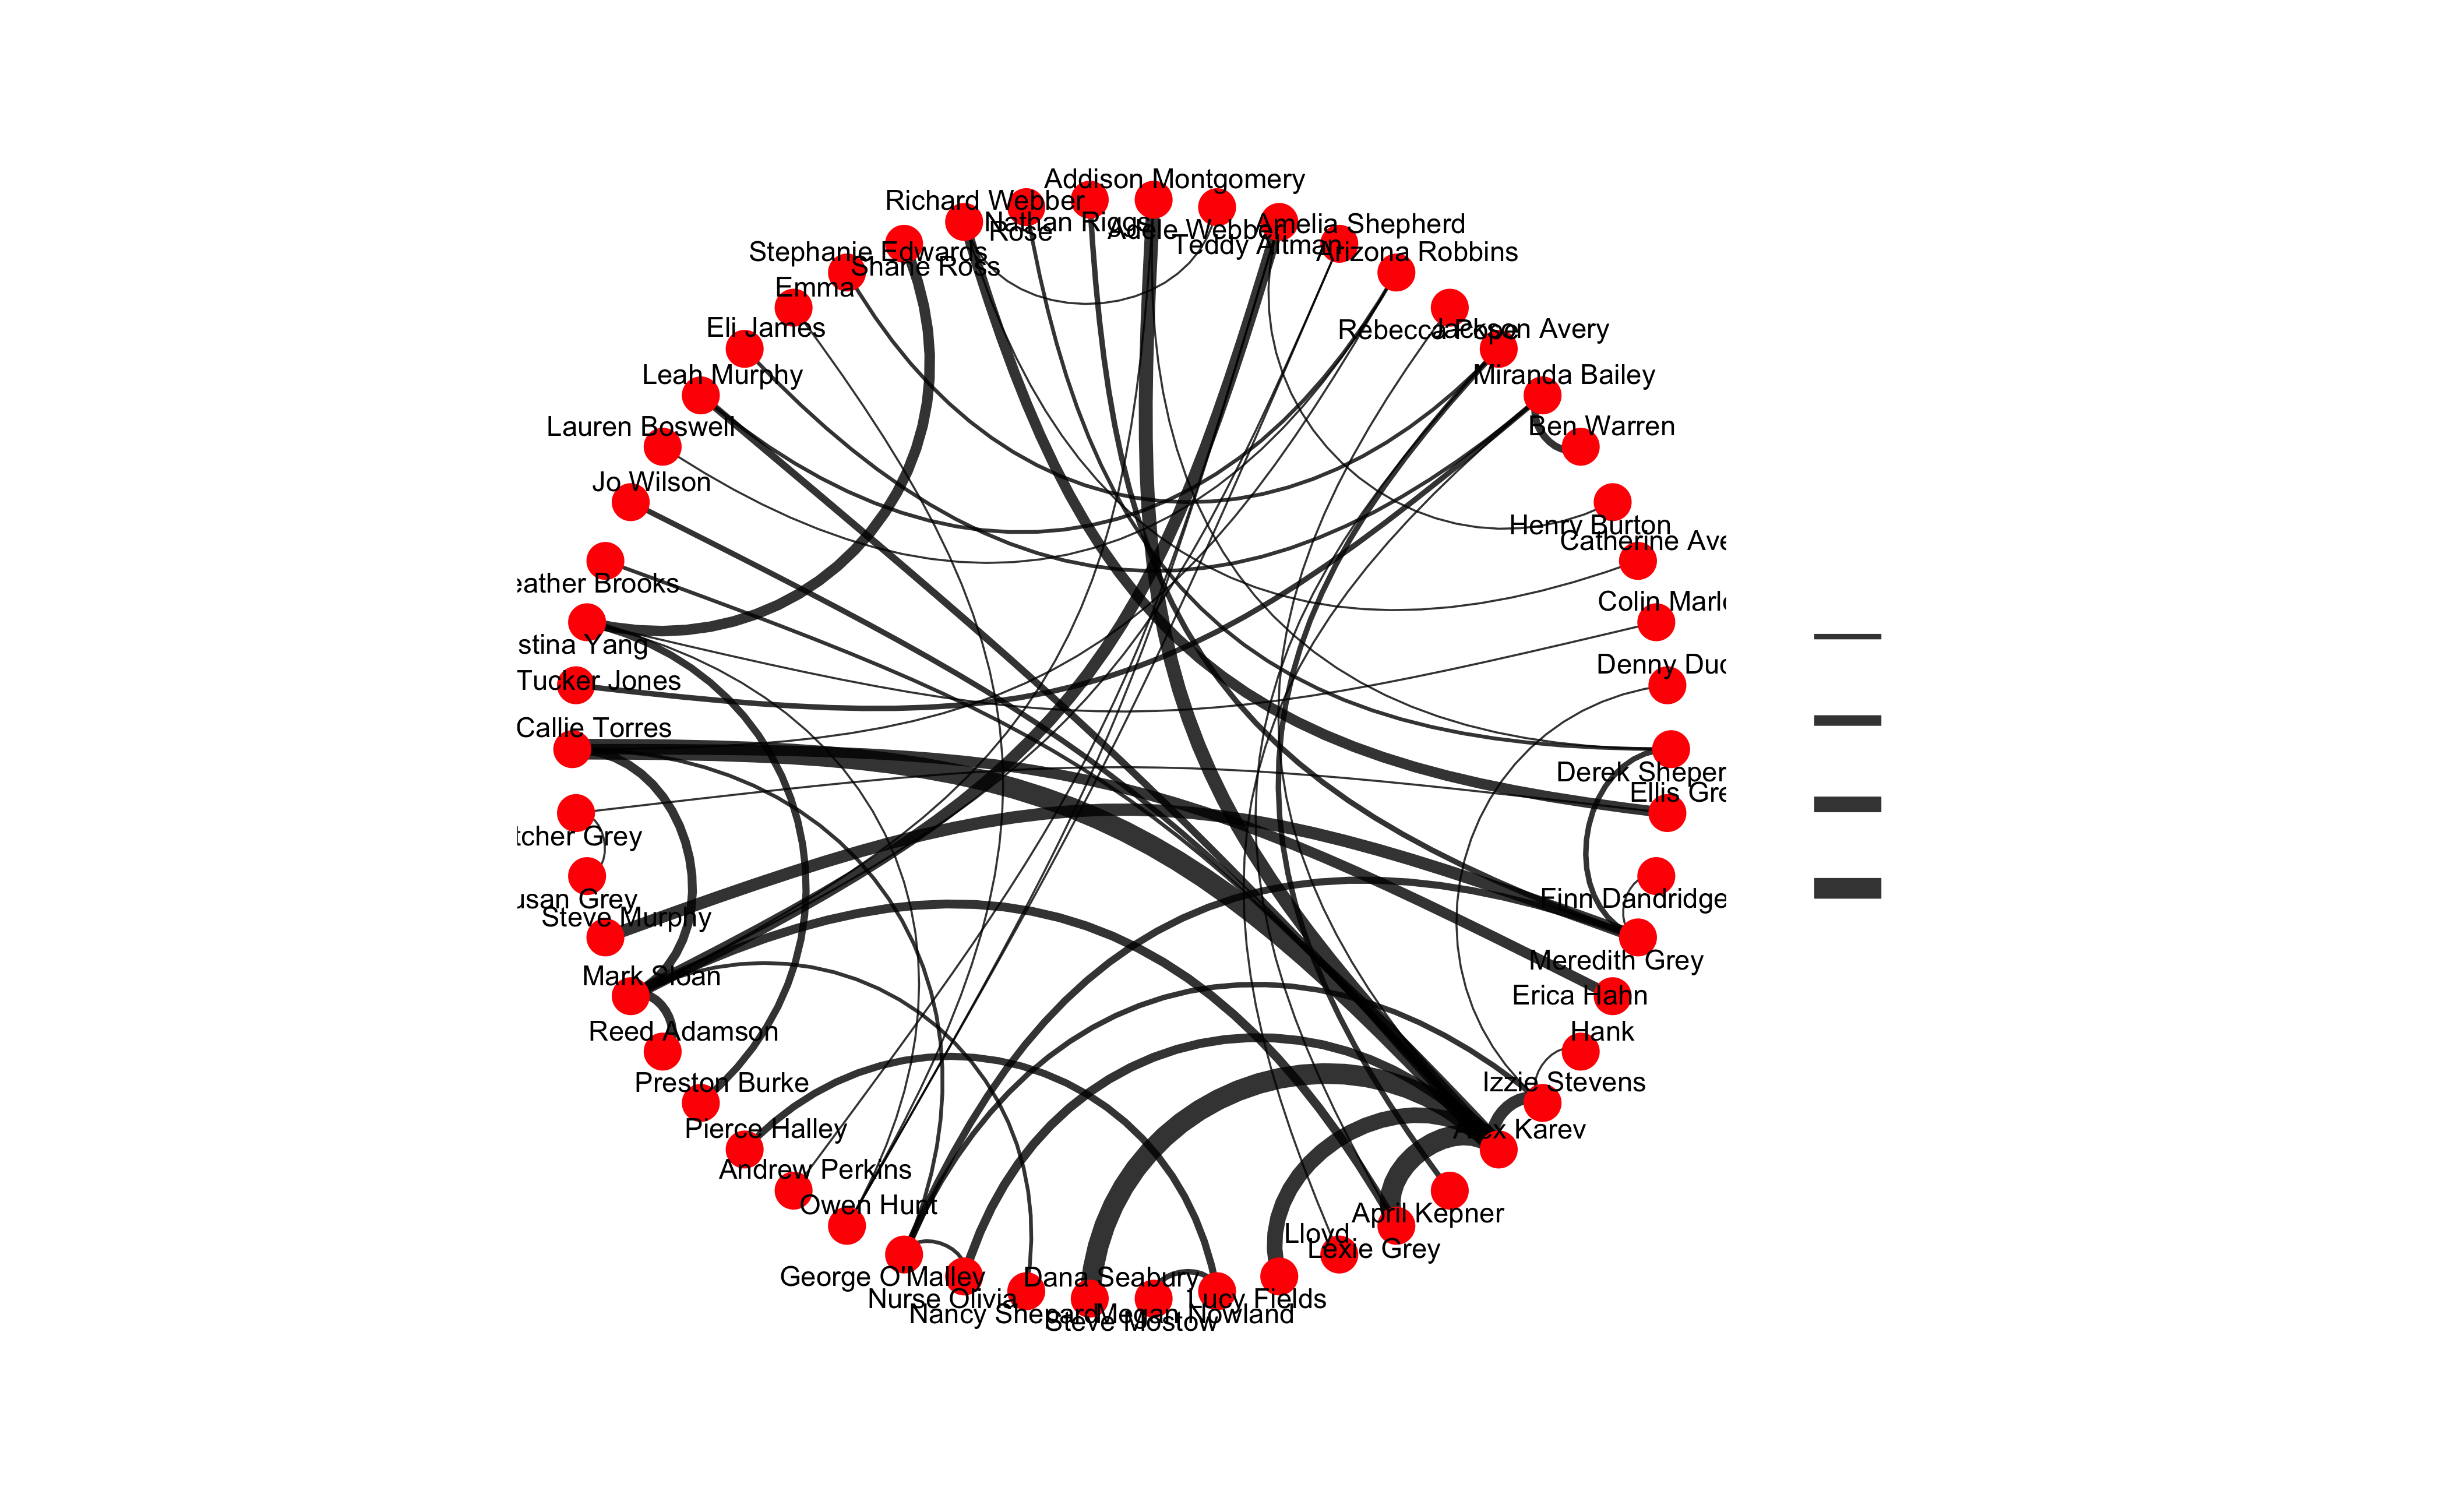 Addison Montgomery
Richard Webber
Nathan Riggs
Rose
Adele Webber
Amelia Shepherd
Teddy Altman
Arizona Robbins
Stephanie Edwards
Shane Ross
Emma
Eli James
Rebecca Pope
Jackson Avery
Leah Murphy
Miranda Bailey
Lauren Boswell
Ben Warren
Jo Wilson
Henry Burton
Catherine Ave
eather Brooks
Colin Marlo
stina Yang
Denny Duc
Tucker Jones
Callie Torres
Derek Sheper
Ellis Gre
tcher Grey
usan Grey
Finn Dandridge
Steve Murphy
Meredith Grey
Mark Sloan
Erica Hahn
Reed Adamson
Hank
Preston Burke
Izzie Stevens
Pierce Halley
Alex Karev
Andrew Perkins
Owen Hunt
April Kepner
Lloyd
Lexie Grey
George O'Malley
Dana Seabury
Nurse Olivia
Lucy Fields
Nancy Shepard
Megan Nowland
Steve Mostow